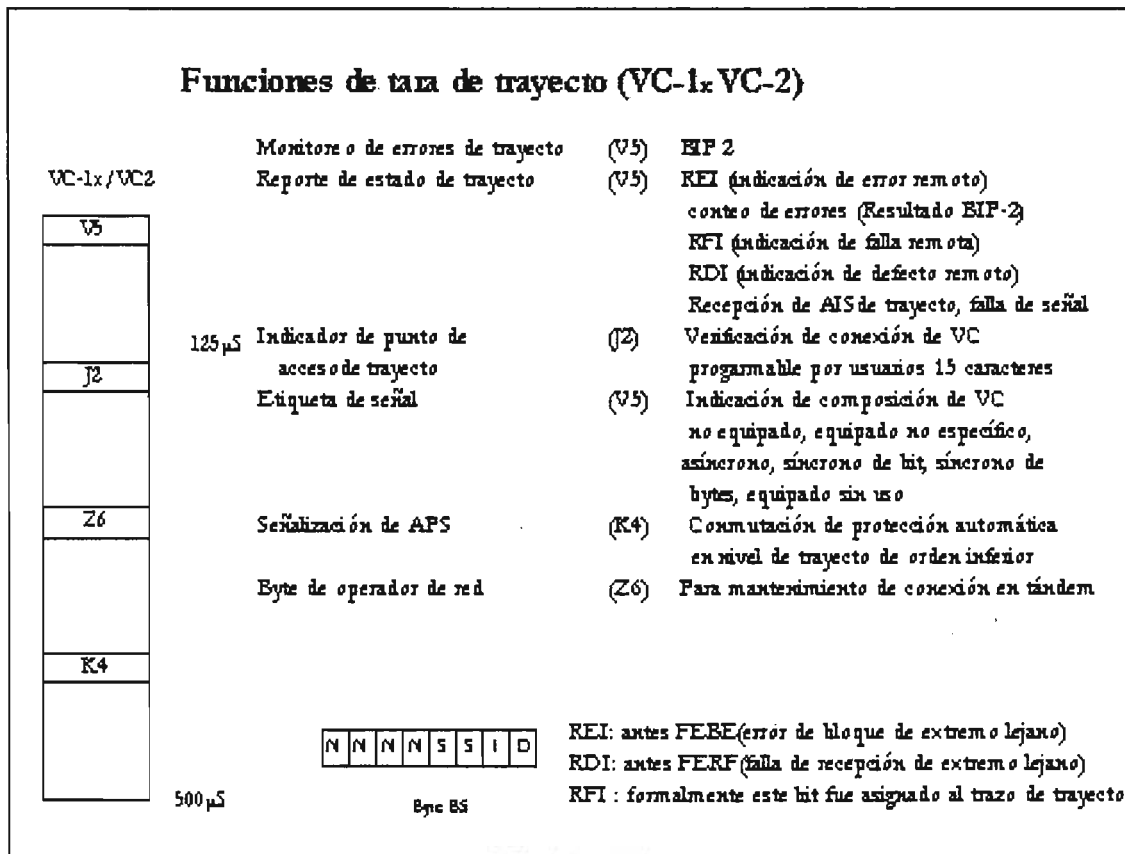 Funciones de tara de trayecto (VC-1x VC-2)
Monitoreo de errores de trayecto (V5) BIP 2
VC-1x/VC2
Reporte de estado de trayecto (V5) REI (indicación de error remoto)
conteo de errores (Resultado BIP-2)
V5
RFI (indicación de falla remota)
RDI (indicación de defecto remoto)
Recepción de AIS de trayecto, falla de señal
125 µS
Indicador de punto de (J2) Verificación de conexión de VC
acceso de trayecto progarmable por usuarios 15 caracteres
J2
Etiqueta de señal (V5) Indicación de composición de VC
no equipado, equipado no específico,
asíncrono, síncrono de bit, síncrono de
bytes, equipado sin uso
Z6
Señalización de APS (K4) Conmutación de protección automática
en nivel de trayecto de orden inferior
Byte de operador de red (Z6) Para mantenimiento de conexión en tándem
K4
N N N N S S I D
REI: antes FEBE(error de bloque de extremo lejano)
RDI: antes FERF(falla de recepción de extremo lejano)
RFI : formalmente este bit fue asignado al trazo de trayecto
500 µS